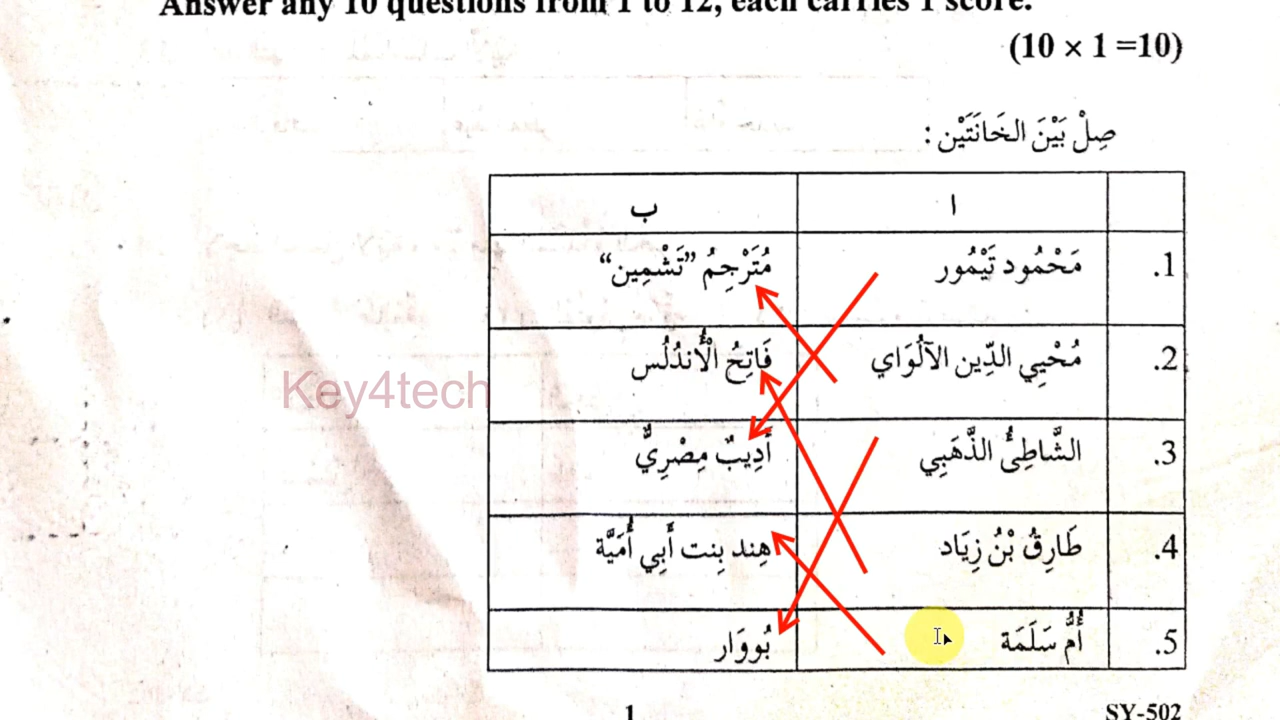 Answer any 10 questions from 1 to 12, each carries 1 score.
(10 × 1 =10)
صِلْ بَيْنَ الخَانَتَيْن :
ا ب
1. مَحْمُود تَيْمُور مُتَرْجِمُ ”تَشْمِين“
2. مُحْيِي الدِّين الآلُوَاي فَاتِحُ الْأُندُلُس
Key4tech
3. الشَّاطِئُ الذَّهَبِي أَدِيبٌ مِصْرِيٌّ
4. طَارِقُ بْنُ زِيَاد هِند بِنت أَبِي أُمَيَّة
5. أُمُّ سَلَمَة بُووَار
1 SY-502